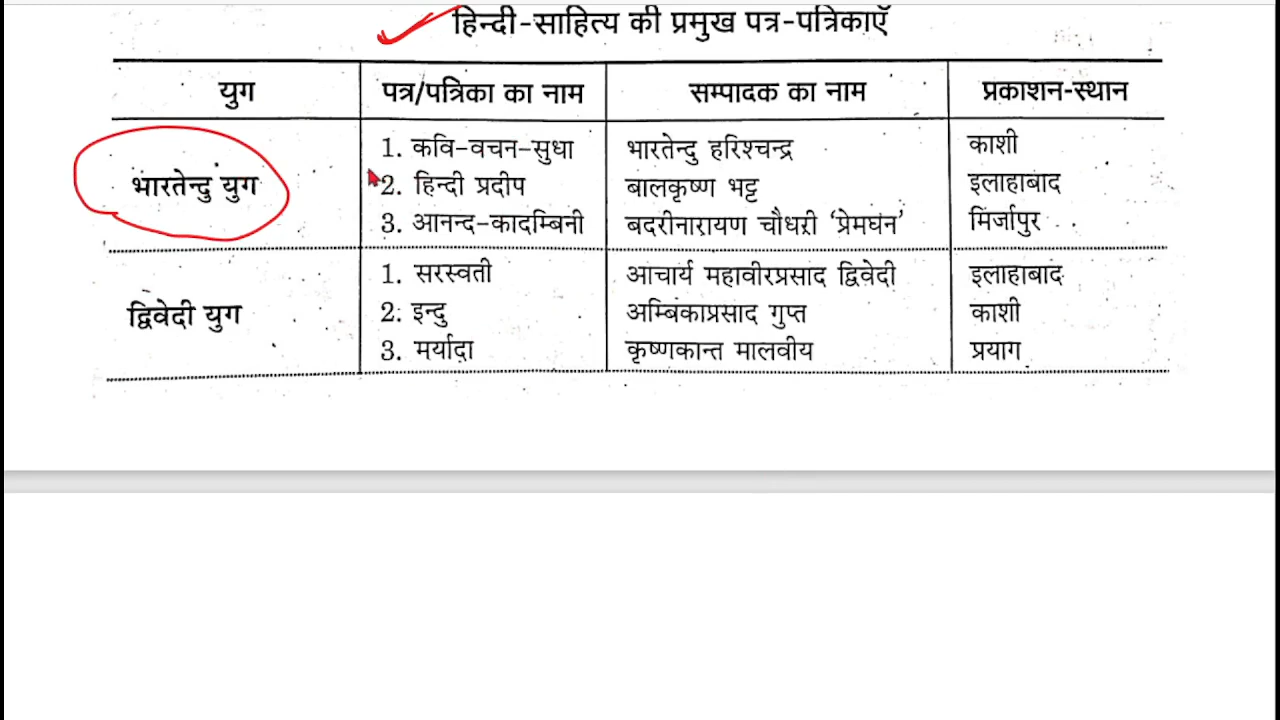 हिन्दी-साहित्य की प्रमुख पत्र-पत्रिकाएँ
युग पत्र/पत्रिका का नाम सम्पादक का नाम प्रकाशन-स्थान
1. कवि-वचन-सुधा भारतेन्दु हरिश्चन्द्र काशी
भारतेन्दु युग 2. हिन्दी प्रदीप बालकृष्ण भट्ट इलाहाबाद
3. आनन्द-कादम्बिनी बदरीनारायण चौधरी ‘प्रेमघन’ मिर्जापुर
1. सरस्वती आचार्य महावीरप्रसाद द्विवेदी इलाहाबाद
द्विवेदी युग 2. इन्दु अम्बिकाप्रसाद गुप्त काशी
3. मर्यादा कृष्णकान्त मालवीय प्रयाग